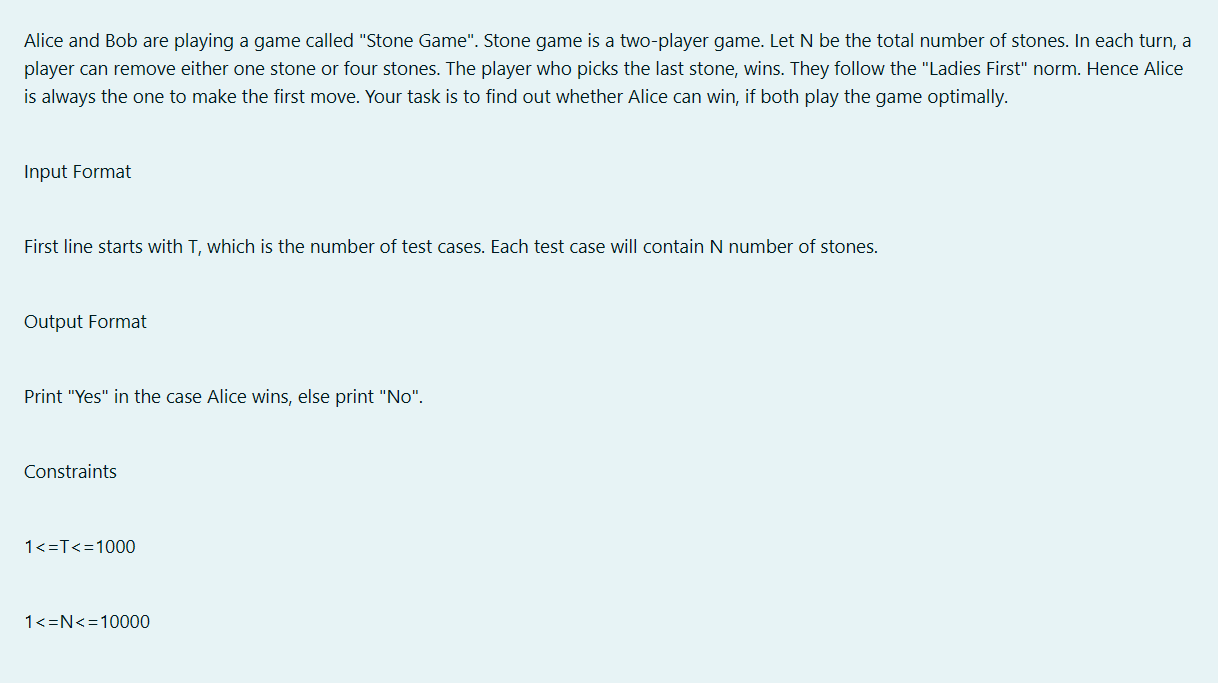 Alice and Bob are playing a game called "Stone Game". Stone game is a two-player game. Let N be the total number of stones. In each turn, a
player can remove either one stone or four stones. The player who picks the last stone, wins. They follow the "Ladies First" norm. Hence Alice
is always the one to make the first move. Your task is to find out whether Alice can win, if both play the game optimally.
Input Format
First line starts with T, which is the number of test cases. Each test case will contain N number of stones.
Output Format
Print "Yes" in the case Alice wins, else print "No".
Constraints
1<=T<=1000
1<=N<=10000